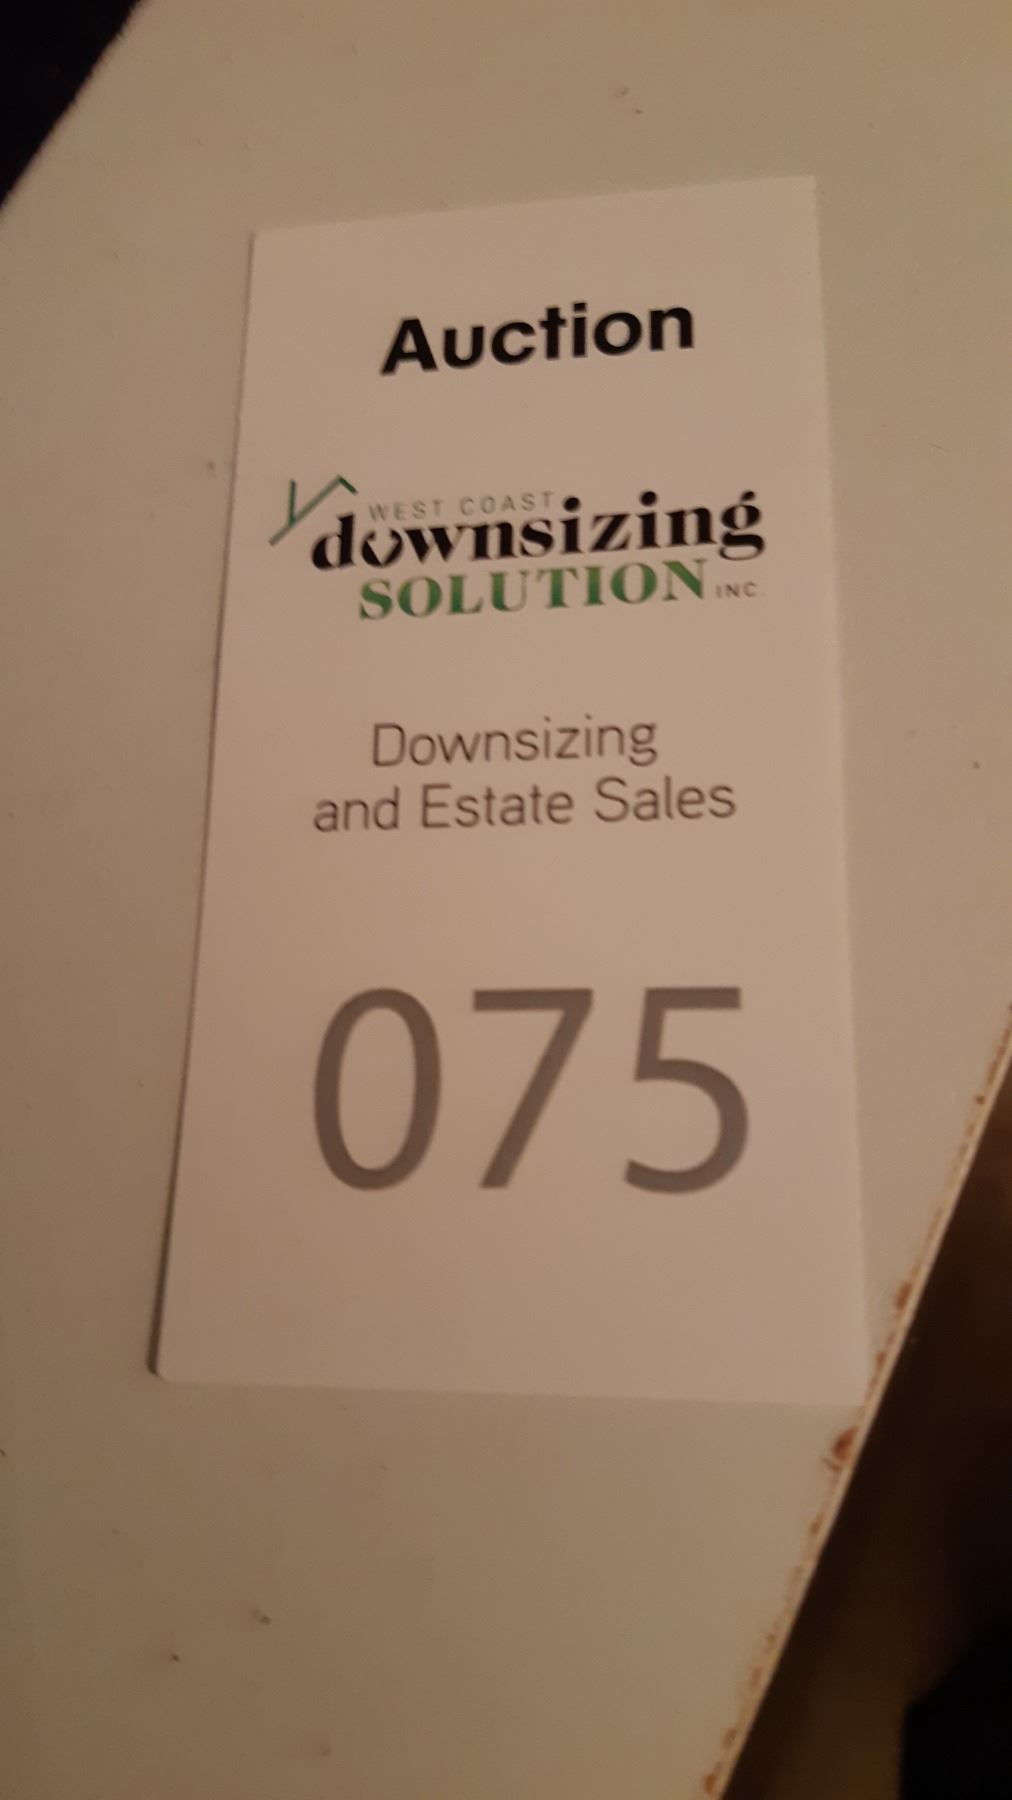 Auction
WEST COAST
downsizing
SOLUTION INC.
Downsizing
and Estate Sales
075